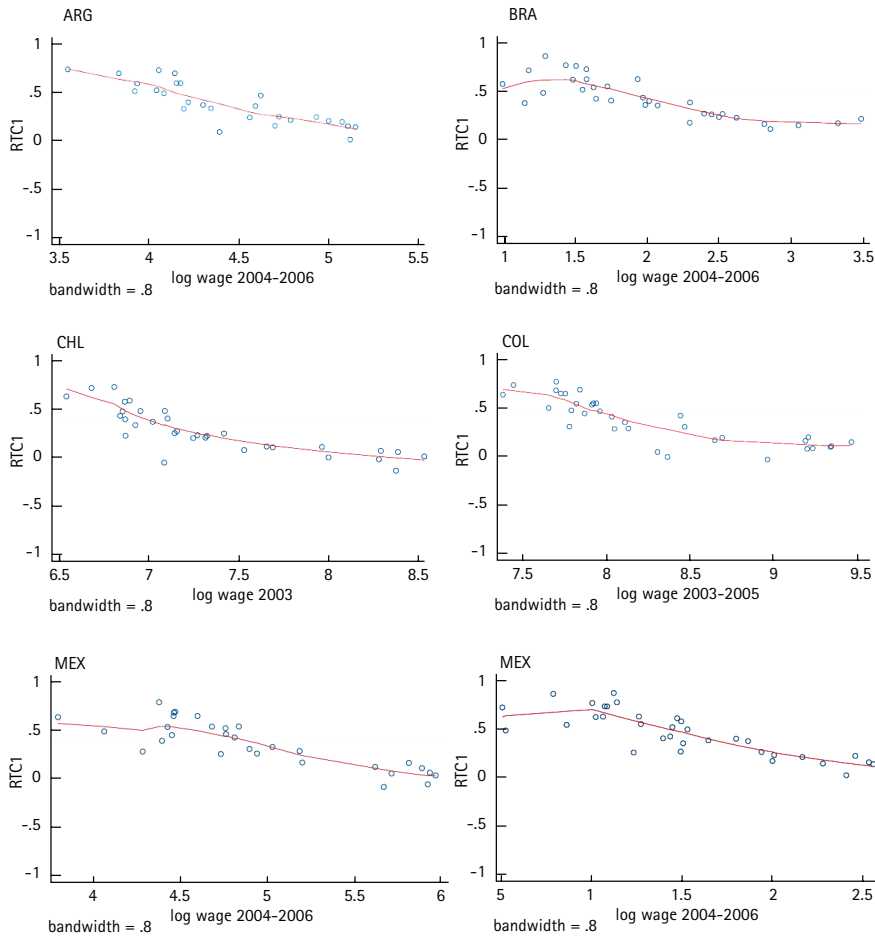 ARG
1
.5
0
-.5
-1
RTC1
3.5 4 4.5 5 5.5
log wage 2004-2006
bandwidth = .8
BRA
1
.5
0
-.5
-1
RTC1
1 1.5 2 2.5 3 3.5
log wage 2004-2006
bandwidth = .8
CHL
1
.5
0
-.5
-1
RTC1
6.5 7 7.5 8 8.5
log wage 2003
bandwidth = .8
COL
1
.5
0
-.5
-1
RTC1
7.5 8 8.5 9 9.5
log wage 2003-2005
bandwidth = .8
MEX
1
.5
0
-.5
-1
RTC1
4 4.5 5 5.5 6
log wage 2004-2006
bandwidth = .8
MEX
1
.5
0
-.5
-1
RTC1
5 1 1.5 2 2.5
log wage 2004-2006
bandwidth = .8